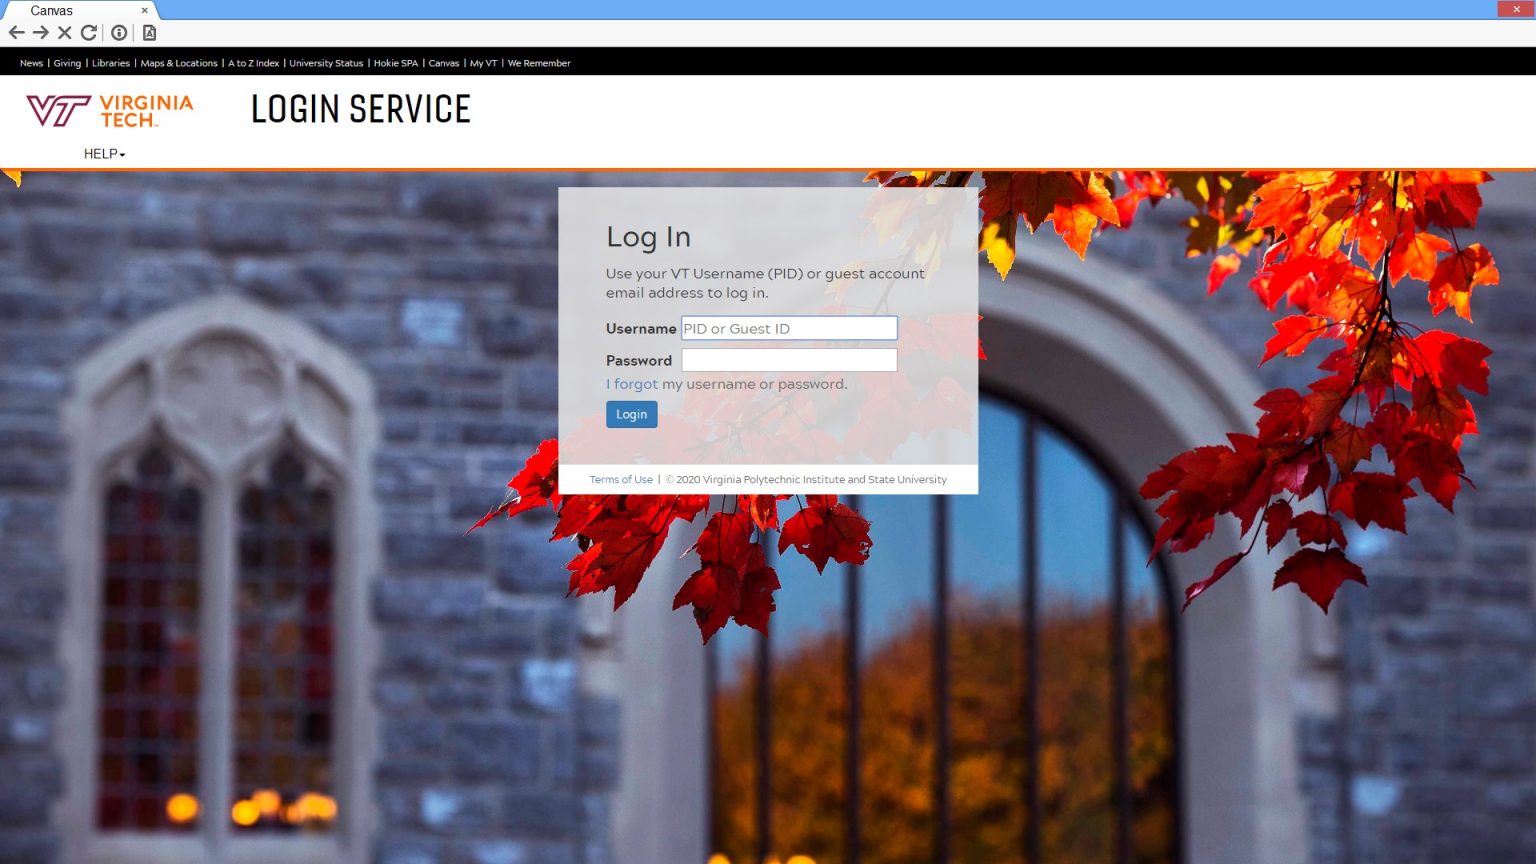 Canvas
News | Giving | Libraries | Maps & Locations | A to Z Index | University Status | Hokie SPA | Canvas | My VT | We Remember
VT VIRGINIA TECH™
LOGIN SERVICE
HELP
Log In
Use your VT Username (PID) or guest account
email address to log in.
Username PID or Guest ID
Password
I forgot my username or password.
Login
Terms of Use | © 2020 Virginia Polytechnic Institute and State University